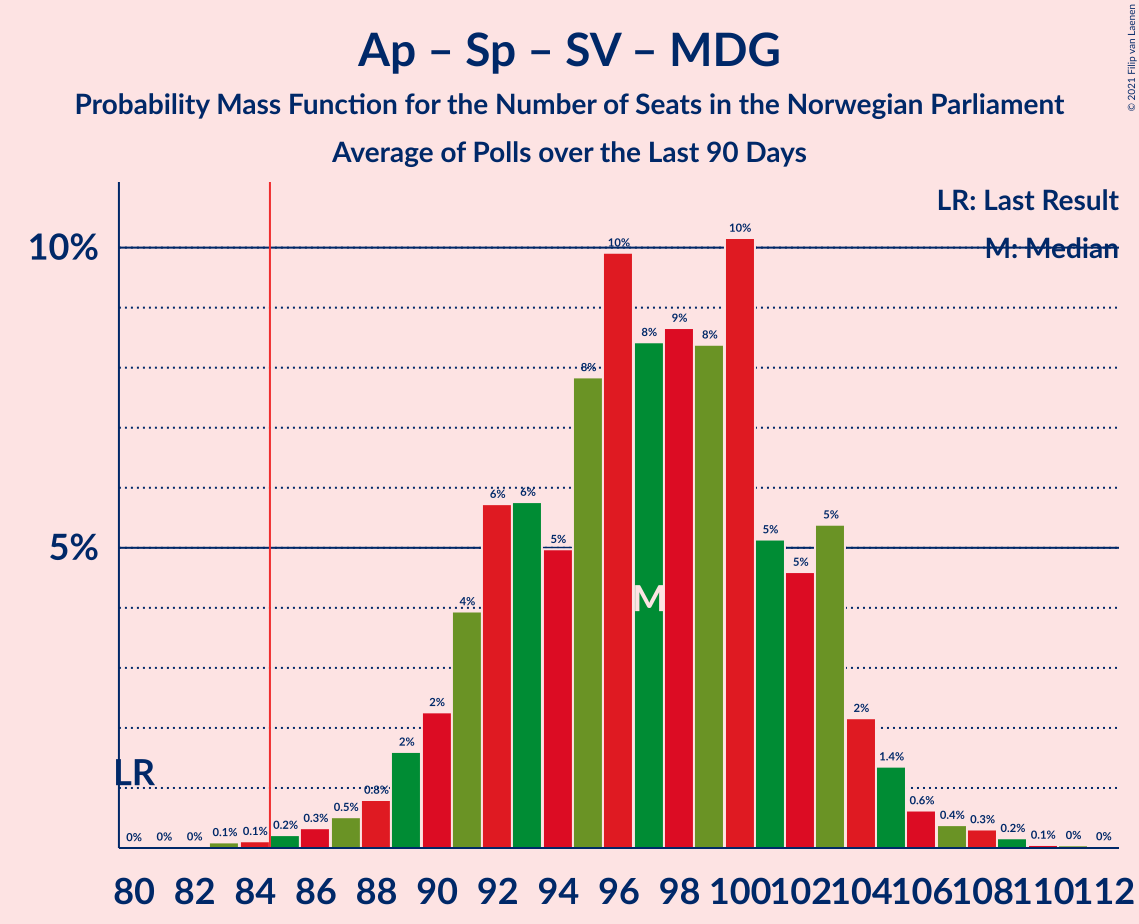 Ap – Sp – SV – MDG
Probability Mass Function for the Number of Seats in the Norwegian Parliament
Average of Polls over the Last 90 Days
© 2021 Filip van Laenen
LR: Last Result
M: Median
10%
5%
LR
M
0% 0% 0% 0.1% 0.1% 0.2% 0.3% 0.5% 0.8% 2% 2% 4% 6% 6% 5% 8% 10% 8% 9% 8% 10% 5% 5% 5% 2% 1.4% 0.6% 0.4% 0.3% 0.2% 0.1% 0% 0%
80 82 84 86 88 90 92 94 96 98 100 102 104 106 108 110 112